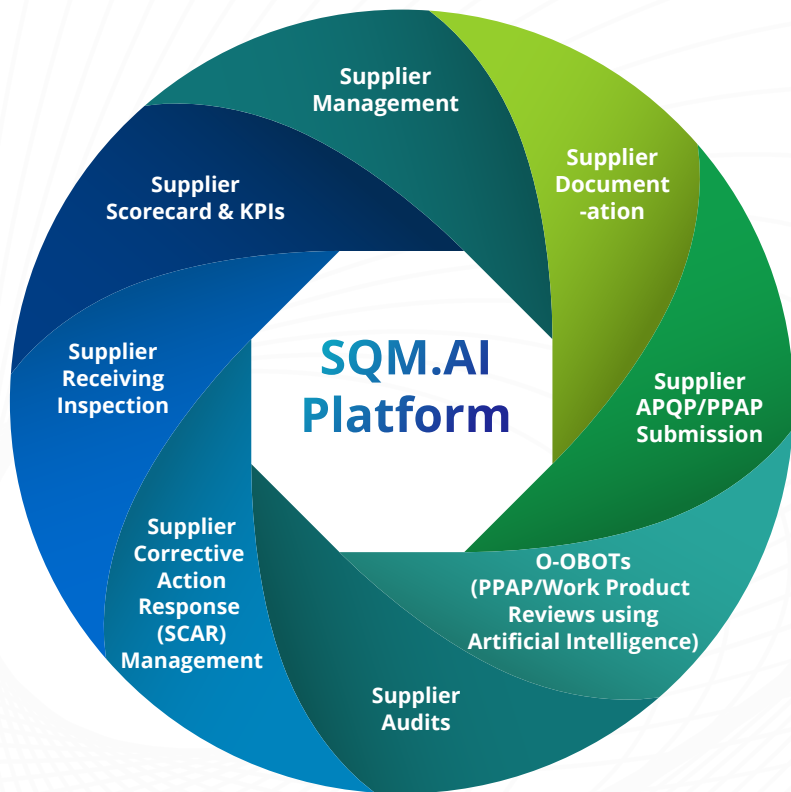 Supplier
Management
Supplier
Document
-ation
Supplier
APQP/PPAP
Submission
O-OBOTs
(PPAP/Work Product
Reviews using
Artificial Intelligence)
Supplier
Audits
Supplier
Corrective
Action
Response
(SCAR)
Management
Supplier
Receiving
Inspection
Supplier
Scorecard & KPIs
SQM.AI
Platform